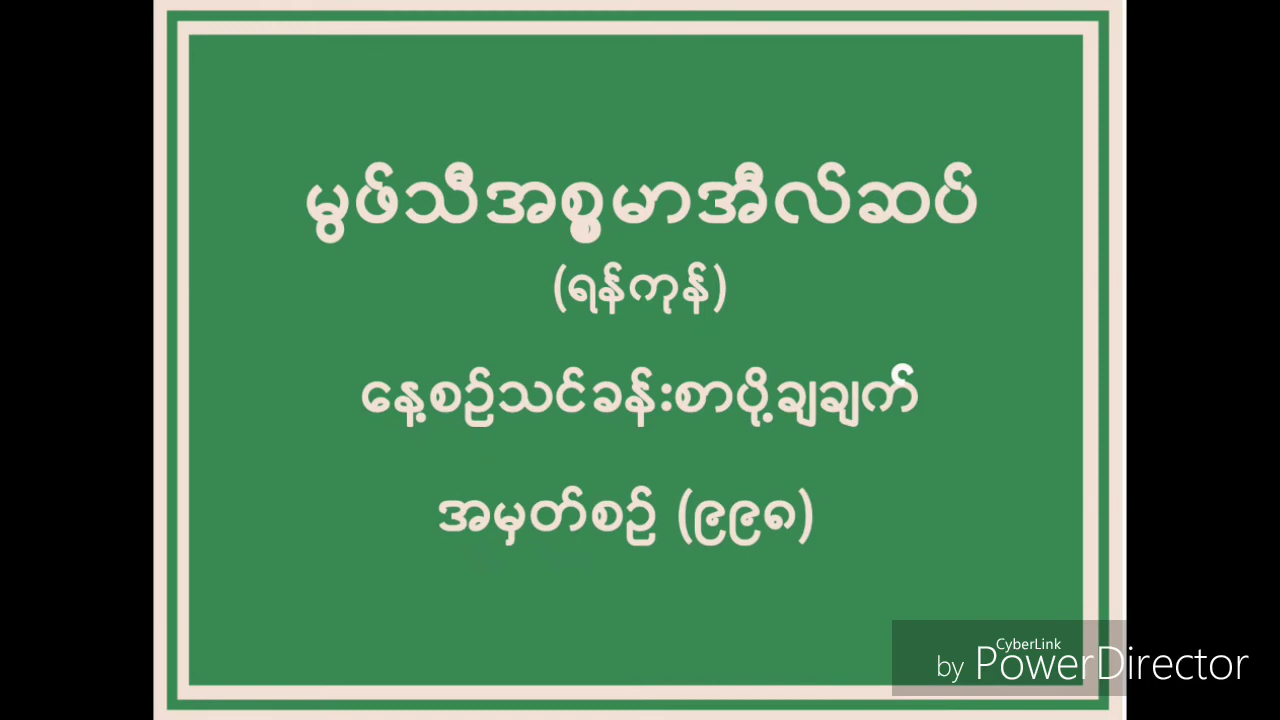 မွဖ်သီအစ္စမာအီလ်ဆပ်
(ရန်ကုန်)
နေ့စဉ်သင်ခန်းစာပို့ချချက်
အမှတ်စဉ် (၉၉၈)
CyberLink
by PowerDirector